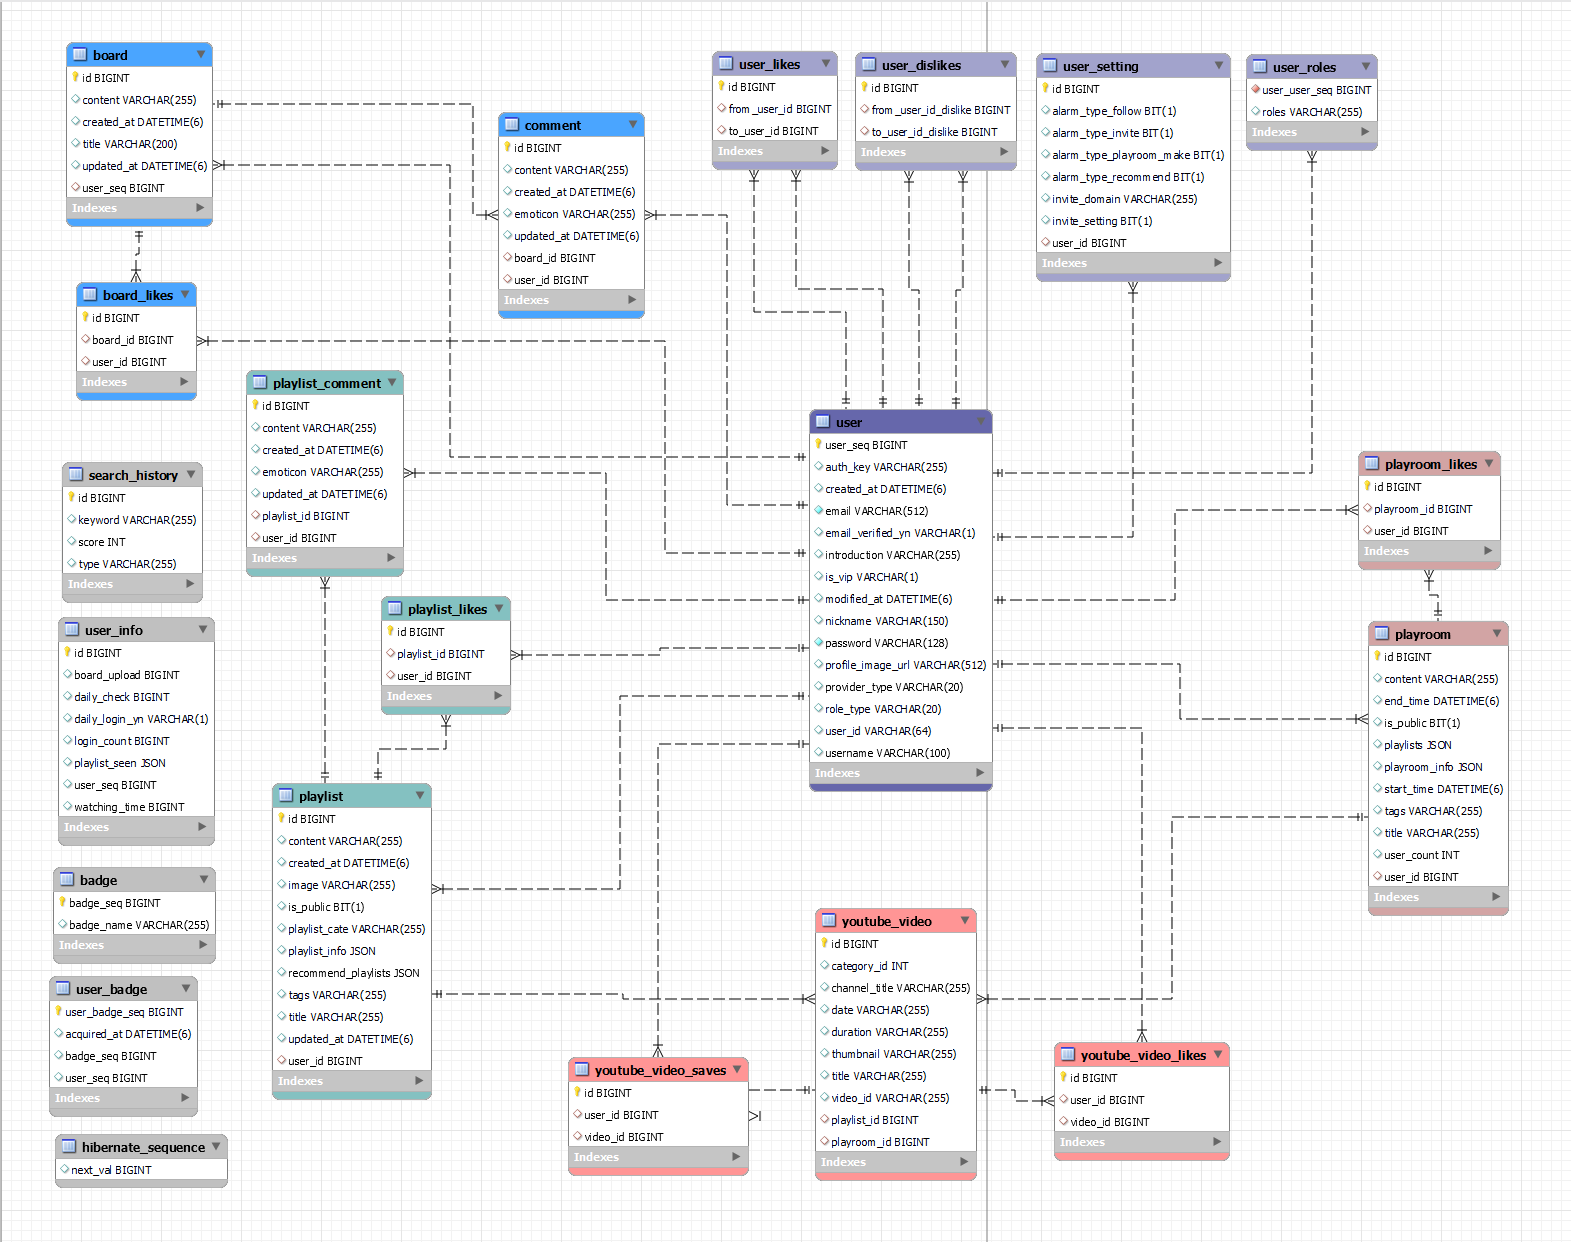 board
id BIGINT
content VARCHAR(255)
created_at DATETIME(6)
title VARCHAR(200)
updated_at DATETIME(6)
user_seq BIGINT
Indexes
comment
id BIGINT
content VARCHAR(255)
created_at DATETIME(6)
emoticon VARCHAR(255)
updated_at DATETIME(6)
board_id BIGINT
user_id BIGINT
Indexes
user_likes
id BIGINT
from_user_id BIGINT
to_user_id BIGINT
Indexes
user_dislikes
id BIGINT
from_user_id_dislike BIGINT
to_user_id_dislike BIGINT
Indexes
user_setting
id BIGINT
alarm_type_follow BIT(1)
alarm_type_invite BIT(1)
alarm_type_playroom_make BIT(1)
alarm_type_recommend BIT(1)
invite_domain VARCHAR(255)
invite_setting BIT(1)
user_id BIGINT
Indexes
user_roles
user_user_seq BIGINT
roles VARCHAR(255)
Indexes
board_likes
id BIGINT
board_id BIGINT
user_id BIGINT
Indexes
playlist_comment
id BIGINT
content VARCHAR(255)
created_at DATETIME(6)
emoticon VARCHAR(255)
updated_at DATETIME(6)
playlist_id BIGINT
user_id BIGINT
Indexes
user
user_seq BIGINT
auth_key VARCHAR(255)
created_at DATETIME(6)
email VARCHAR(512)
email_verified_yn VARCHAR(1)
introduction VARCHAR(255)
is_vip VARCHAR(1)
modified_at DATETIME(6)
nickname VARCHAR(150)
password VARCHAR(128)
profile_image_url VARCHAR(512)
provider_type VARCHAR(20)
role_type VARCHAR(20)
user_id VARCHAR(64)
username VARCHAR(100)
Indexes
playroom_likes
id BIGINT
playroom_id BIGINT
user_id BIGINT
Indexes
search_history
id BIGINT
keyword VARCHAR(255)
score INT
type VARCHAR(255)
Indexes
playlist_likes
id BIGINT
playlist_id BIGINT
user_id BIGINT
Indexes
user_info
id BIGINT
board_upload BIGINT
daily_check BIGINT
daily_login_yn VARCHAR(1)
login_count BIGINT
playlist_seen JSON
user_seq BIGINT
watching_time BIGINT
Indexes
playroom
id BIGINT
content VARCHAR(255)
end_time DATETIME(6)
is_public BIT(1)
playlists JSON
playroom_info JSON
start_time DATETIME(6)
tags VARCHAR(255)
title VARCHAR(255)
user_count INT
user_id BIGINT
Indexes
playlist
id BIGINT
content VARCHAR(255)
created_at DATETIME(6)
image VARCHAR(255)
is_public BIT(1)
playlist_cate VARCHAR(255)
playlist_info JSON
recommend_playlists JSON
tags VARCHAR(255)
title VARCHAR(255)
updated_at DATETIME(6)
user_id BIGINT
Indexes
badge
badge_seq BIGINT
badge_name VARCHAR(255)
Indexes
youtube_video
id BIGINT
category_id INT
channel_title VARCHAR(255)
date VARCHAR(255)
duration VARCHAR(255)
thumbnail VARCHAR(255)
title VARCHAR(255)
video_id VARCHAR(255)
playlist_id BIGINT
playroom_id BIGINT
Indexes
user_badge
user_badge_seq BIGINT
acquired_at DATETIME(6)
badge_seq BIGINT
user_seq BIGINT
Indexes
youtube_video_saves
id BIGINT
user_id BIGINT
video_id BIGINT
Indexes
youtube_video_likes
id BIGINT
user_id BIGINT
video_id BIGINT
Indexes
hibernate_sequence
next_val BIGINT